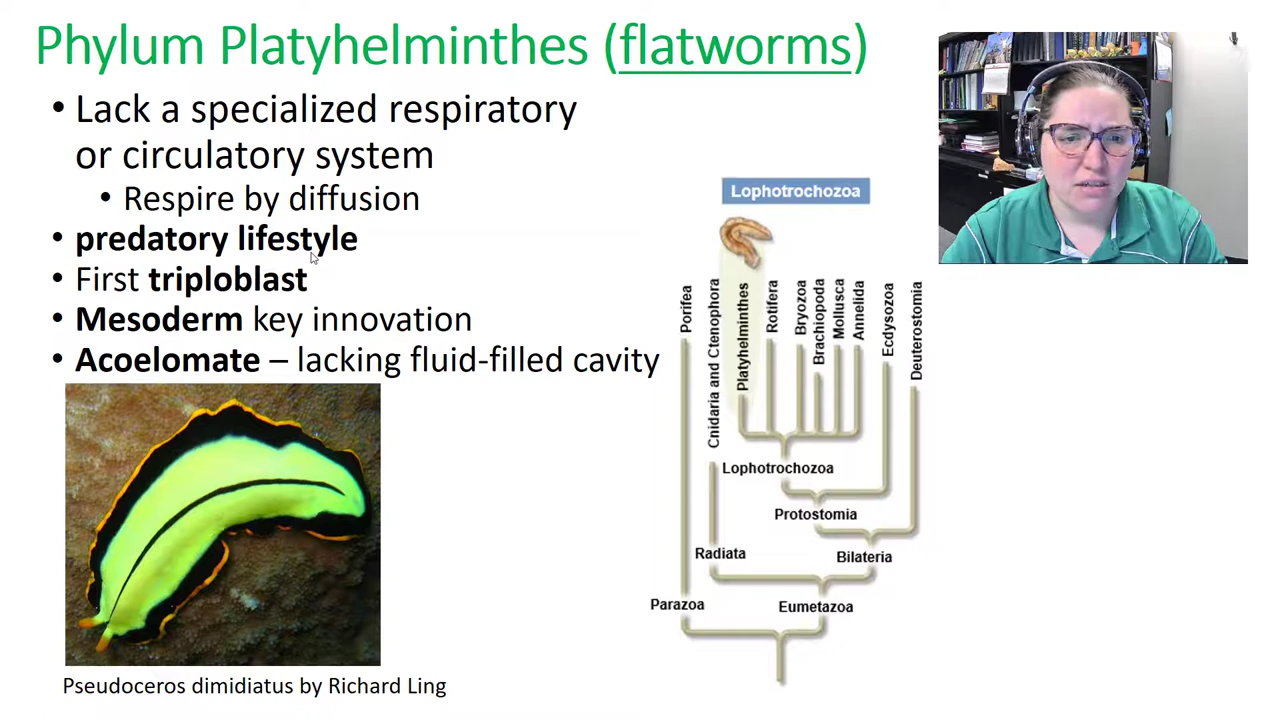 Phylum Platyhelminthes (flatworms)
• Lack a specialized respiratory
or circulatory system
• Respire by diffusion
• predatory lifestyle
• First triploblast
• Mesoderm key innovation
• Acoelomate – lacking fluid-filled cavity
Pseudoceros dimidiatus by Richard Ling
Lophotrochozoa
Porifea
Cnidaria and Ctenophora
Platyhelminthes
Rotifera
Bryozoa
Brachiopoda
Mollusca
Annelida
Ecdysozoa
Deuterostomia
Lophotrochozoa
Protostomia
Radiata
Bilateria
Parazoa
Eumetazoa